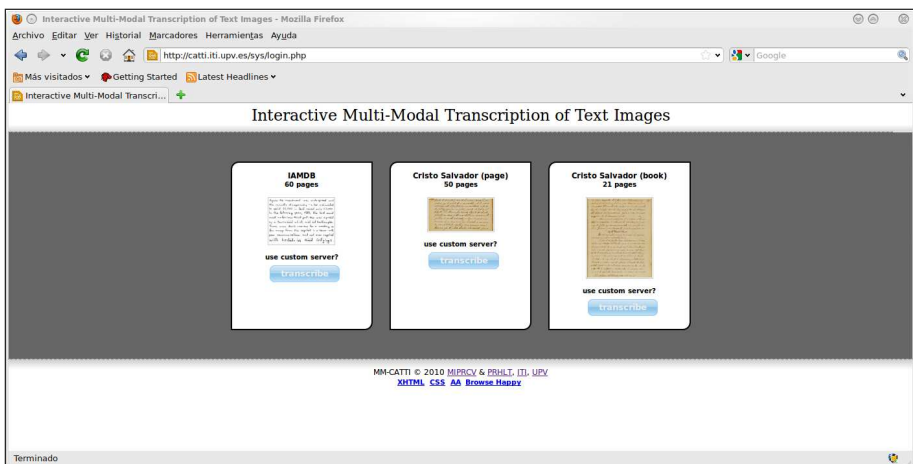 Interactive Multi-Modal Transcription of Text Images - Mozilla Firefox
Archivo Editar Ver Historial Marcadores Herramientas Ayuda
http://catti.iti.upv.es/sys/login.php
Google
Más visitados Getting Started Latest Headlines
Interactive Multi-Modal Transcri...
Interactive Multi-Modal Transcription of Text Images
IAMDB
60 pages
use custom server?
transcribe
Cristo Salvador (page)
50 pages
use custom server?
transcribe
Cristo Salvador (book)
21 pages
use custom server?
transcribe
MM-CATTI © 2010 MIPRCV & PRHLT, ITI, UPV
XHTML CSS AA Browse Happy
Terminado